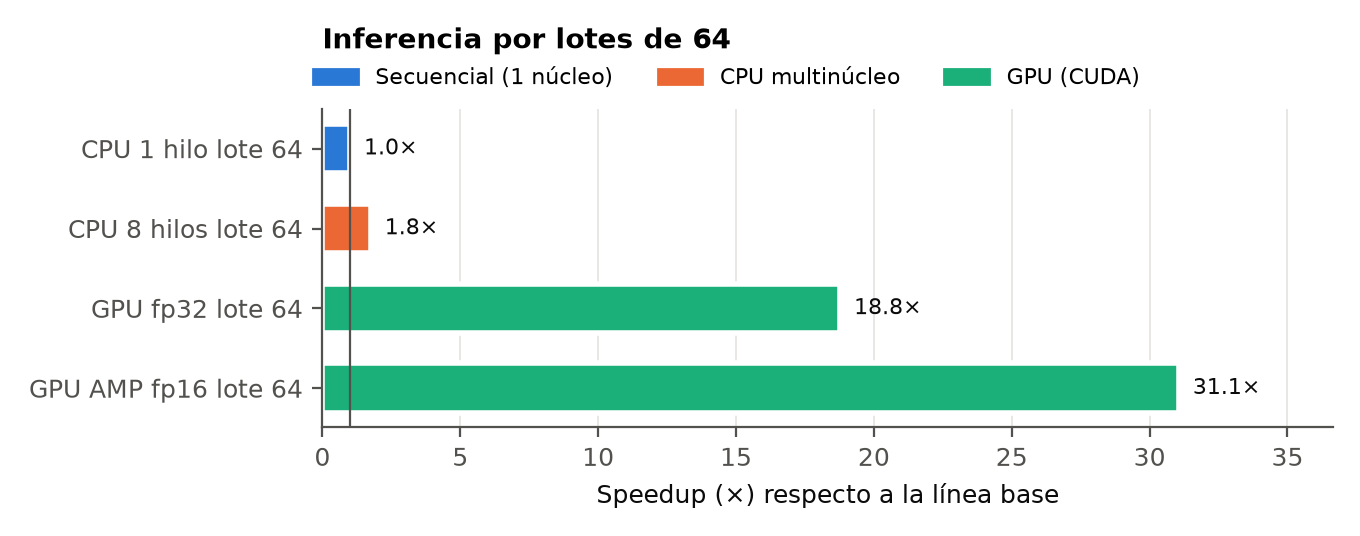 Inferencia por lotes de 64
Secuencial (1 núcleo) CPU multinúcleo GPU (CUDA)
CPU 1 hilo lote 64 1.0×
CPU 8 hilos lote 64 1.8×
GPU fp32 lote 64 18.8×
GPU AMP fp16 lote 64 31.1×
0 5 10 15 20 25 30 35
Speedup (×) respecto a la línea base